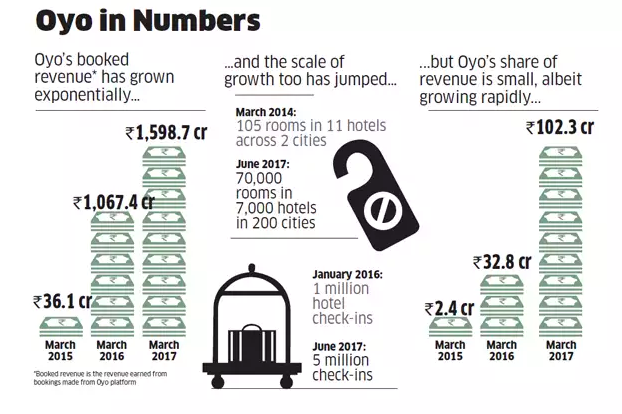 Oyo in Numbers
Oyo's booked
revenue* has grown
exponentially...
₹1,598.7 cr
₹1,067.4 cr
₹36.1 cr
March
2015
March
2016
March
2017
*Booked revenue is the revenue earned from
bookings made from Oyo platform
...and the scale of
growth too has jumped...
March 2014:
105 rooms in 11 hotels
across 2 cities
June 2017:
70,000
rooms in
7,000 hotels
in 200 cities
January 2016:
1 million
hotel
check-ins
June 2017:
5 million
check-ins
...but Oyo's share of
revenue is small, albeit
growing rapidly...
₹102.3 cr
₹32.8 cr
₹2.4 cr
March
2015
March
2016
March
2017